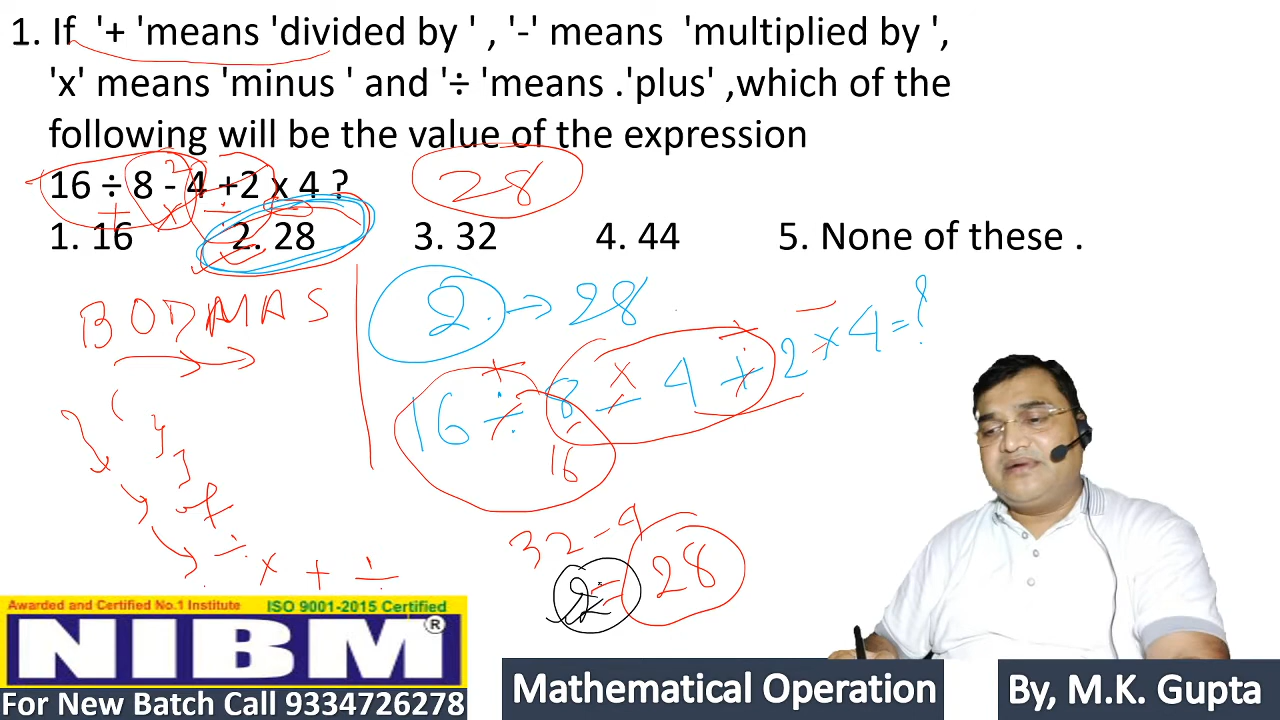 1. If '+ 'means 'divided by ' , '-' means 'multiplied by ',
'x' means 'minus ' and '÷ 'means .'plus' ,which of the
following will be the value of the expression
16 ÷ 8 - 4 +2 x 4 ? 28
2
+ x ÷ -
1. 16 2. 28 3. 32 4. 44 5. None of these .
BODMAS
2 → 28
+ x ÷ -
16 ÷ 8 - 4 + 2 x 4 = ?
16
( } ]
of
÷ x + -
32 - 4
= 28
Awarded and Certified No.1 Institute ISO 9001-2015 Certified
NIBM ®
For New Batch Call 9334726278
Mathematical Operation
By, M.K. Gupta